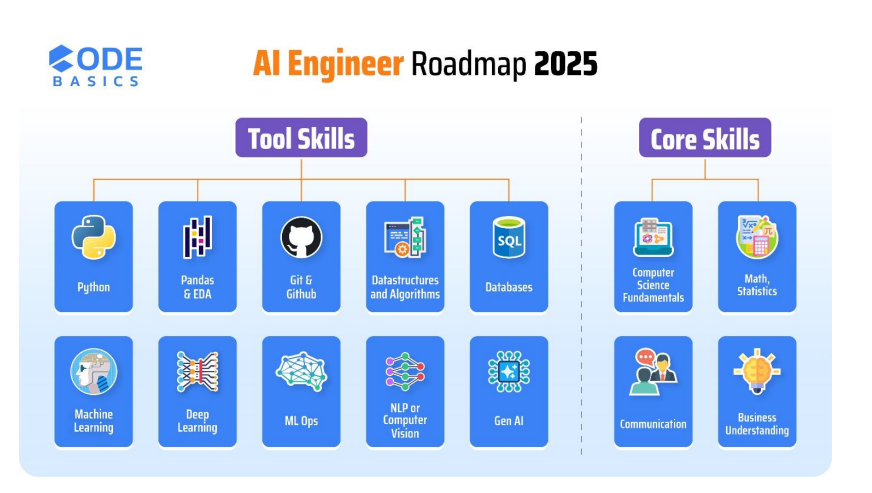 CODE
BASICS
AI Engineer Roadmap 2025
Tool Skills
Core Skills
Python
Pandas
& EDA
Git &
Github
Datastructures
and Algorithms
SQL
Databases
Computer
Science
Fundamentals
Math,
Statistics
Machine
Learning
Deep
Learning
ML Ops
NLP or
Computer
Vision
Gen AI
Communication
Business
Understanding